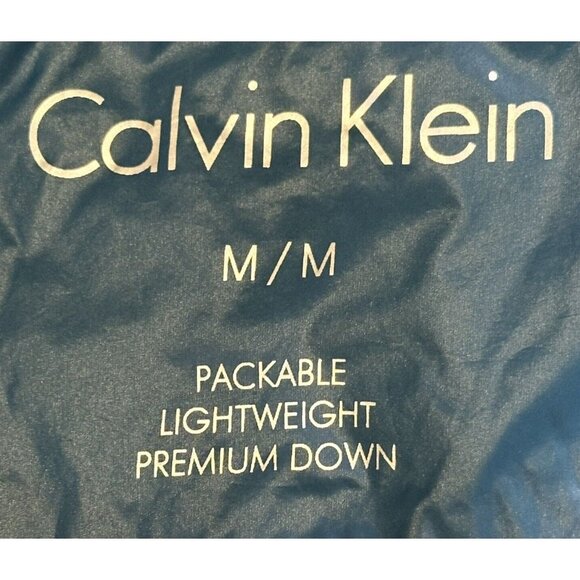 Calvin Klein
M / M
PACKABLE
LIGHTWEIGHT
PREMIUM DOWN